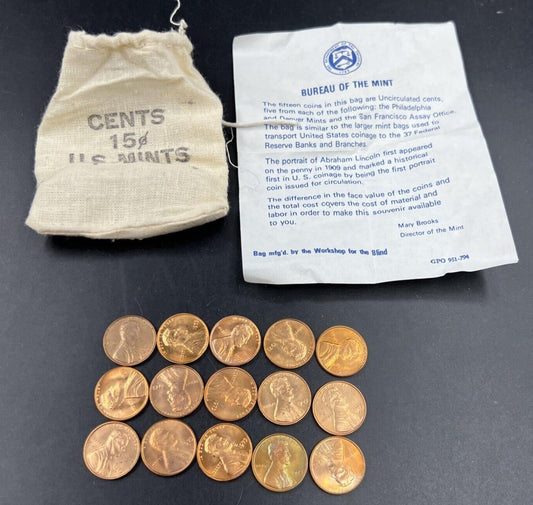 CENTS
15¢
U.S. MINTS
BUREAU OF THE MINT
The fifteen coins in this bag are Uncirculated cents,
five from each of the following; the Philadelphia
and Denver Mints and the San Francisco Assay Office.
The bag is similar to the larger mint bags used to
transport United States coinage to the 37 Federal
Reserve Banks and Branches.
The portrait of Abraham Lincoln first appeared
on the penny in 1909 and marked a historical
first in U.S. coinage by being the first portrait
coin issued for circulation.
The difference in the face value of the coins and
the total cost covers the cost of material and
labor in order to make this souvenir available
to you.
Mary Brooks
Director of the Mint
Bag mfg'd. by the Workshop for the Blind
GPO 951-794